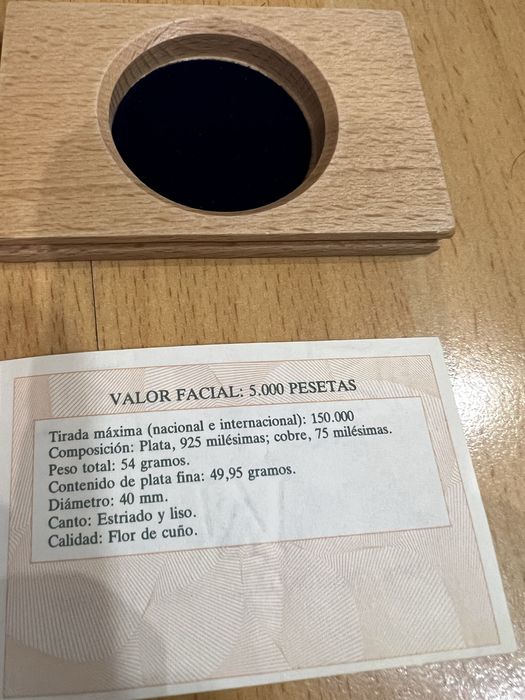 VALOR FACIAL: 5.000 PESETAS
Tirada máxima (nacional e internacional): 150.000
Composición: Plata, 925 milésimas; cobre, 75 milésimas.
Peso total: 54 gramos.
Contenido de plata fina: 49,95 gramos.
Diámetro: 40 mm.
Canto: Estriado y liso.
Calidad: Flor de cuño.